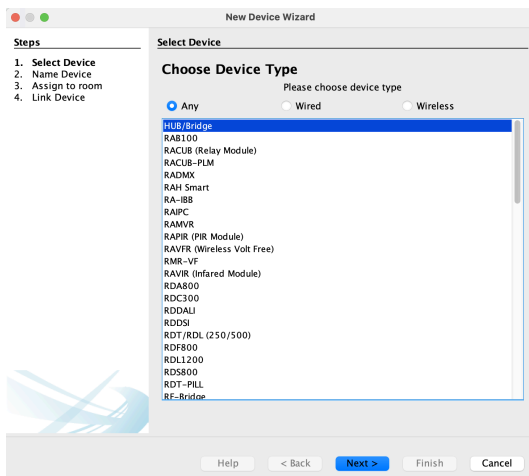 New Device Wizard
Steps
1. Select Device
2. Name Device
3. Assign to room
4. Link Device
Select Device
Choose Device Type
Please choose device type
Any Wired Wireless
HUB/Bridge
RAB100
RACUB (Relay Module)
RACUB-PLM
RADMX
RAH Smart
RA-IBB
RAIPC
RAMVR
RAPIR (PIR Module)
RAVFR (Wireless Volt Free)
RMR-VF
RAVIR (Infared Module)
RDA800
RDC300
RDDALI
RDDSI
RDT/RDL (250/500)
RDF800
RDL1200
RDS800
RDT-PILL
RF-Bridge
Help < Back Next > Finish Cancel